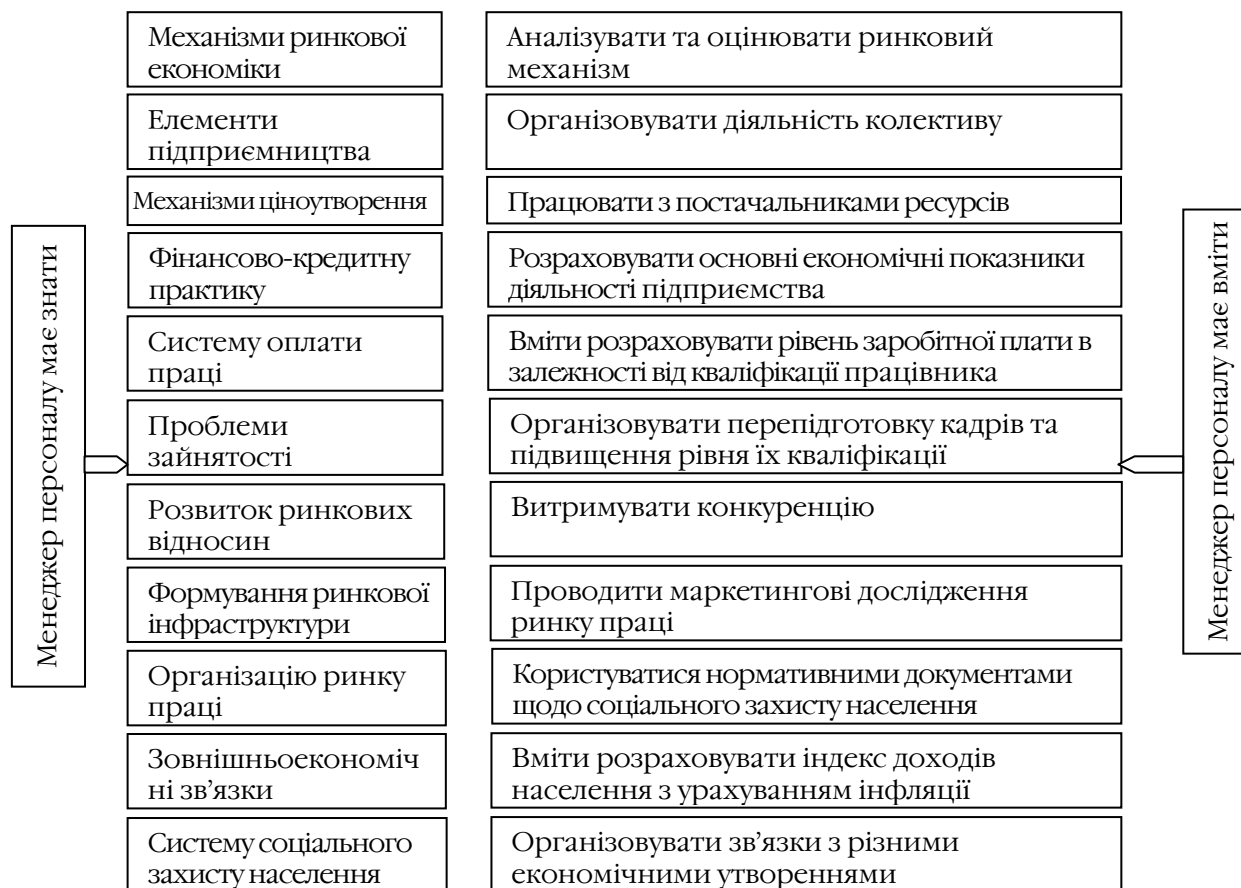 Менеджер персоналу має знати
Механізми ринкової
економіки
Елементи
підприємництва
Механізми ціноутворення
Фінансово-кредитну
практику
Систему оплати
праці
Проблеми
зайнятості
Розвиток ринкових
відносин
Формування ринкової
інфраструктури
Організацію ринку
праці
Зовнішньоекономіч
ні зв’язки
Систему соціального
захисту населення
Аналізувати та оцінювати ринковий
механізм
Організовувати діяльність колективу
Працювати з постачальниками ресурсів
Розраховувати основні економічні показники
діяльності підприємства
Вміти розраховувати рівень заробітної плати в
залежності від кваліфікації працівника
Організовувати перепідготовку кадрів та
підвищення рівня їх кваліфікації
Витримувати конкуренцію
Проводити маркетингові дослідження
ринку праці
Користуватися нормативними документами
щодо соціального захисту населення
Вміти розраховувати індекс доходів
населення з урахуванням інфляції
Організовувати зв’язки з різними
економічними утвореннями
Менеджер персоналу має вміти